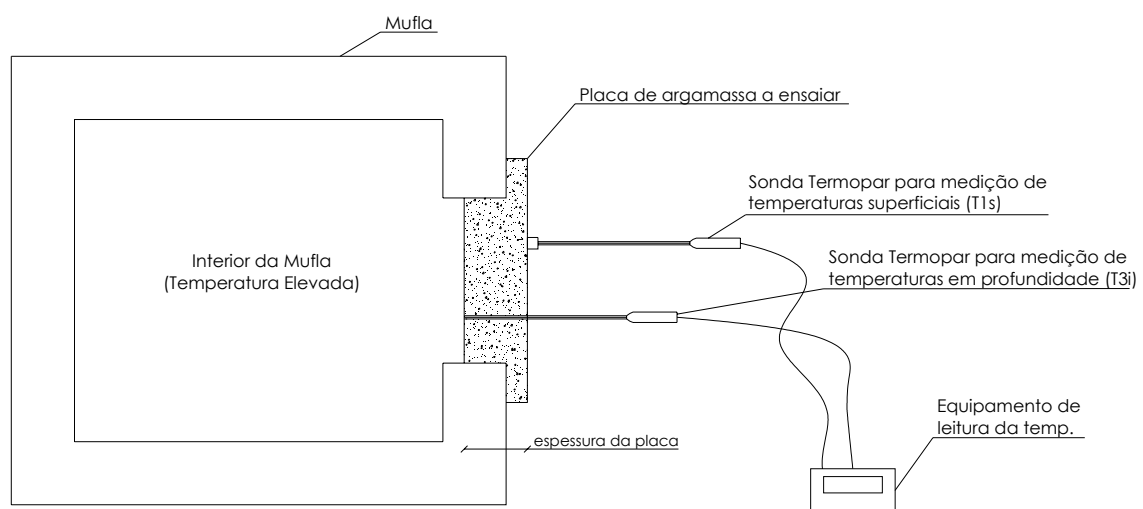 Mufla
Placa de argamassa a ensaiar
Sonda Termopar para medição de
temperaturas superficiais (T1s)
Interior da Mufla
(Temperatura Elevada)
Sonda Termopar para medição de
temperaturas em profundidade (T3i)
Equipamento de
leitura da temp.
espessura da placa